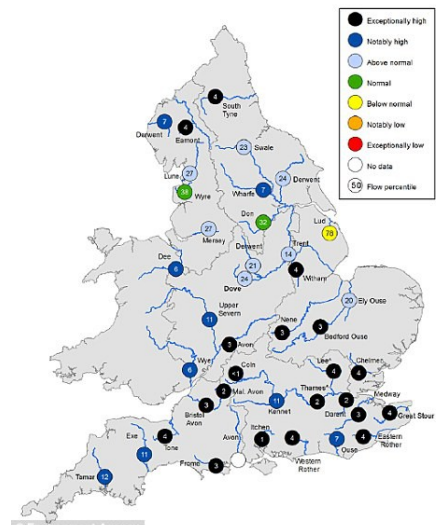 Exceptionally high
Notably high
Above normal
Normal
Below normal
Notably low
Exceptionally low
No data
50 Flow percentile
4
South
Tyne
7
Derwent
4
Eamont
23
Swale
27
Lune
38
Wyre
24
Derwent
7
Wharfe
32
Don
Lud
78
27
Mersey
Derwent
Trent
14
21
24
Dove
4
Witham
Dee
6
20
Ely Ouse
Upper
Severn
11
Nene
3
3
Bedford Ouse
3
Avon
Wye
6
Coln
<1
Lee*
4
Chelmer
4
2
Mal. Avon
3
Bristol
Avon
11
Kennet
Thames*
2
2
Medway
Darent
3
4
Great Stour
Exe
11
4
Tone
Avon
Itchen
1
4
Western
Rother
7
Ouse
4
Eastern
Rother
Tamar
12
Frome
3